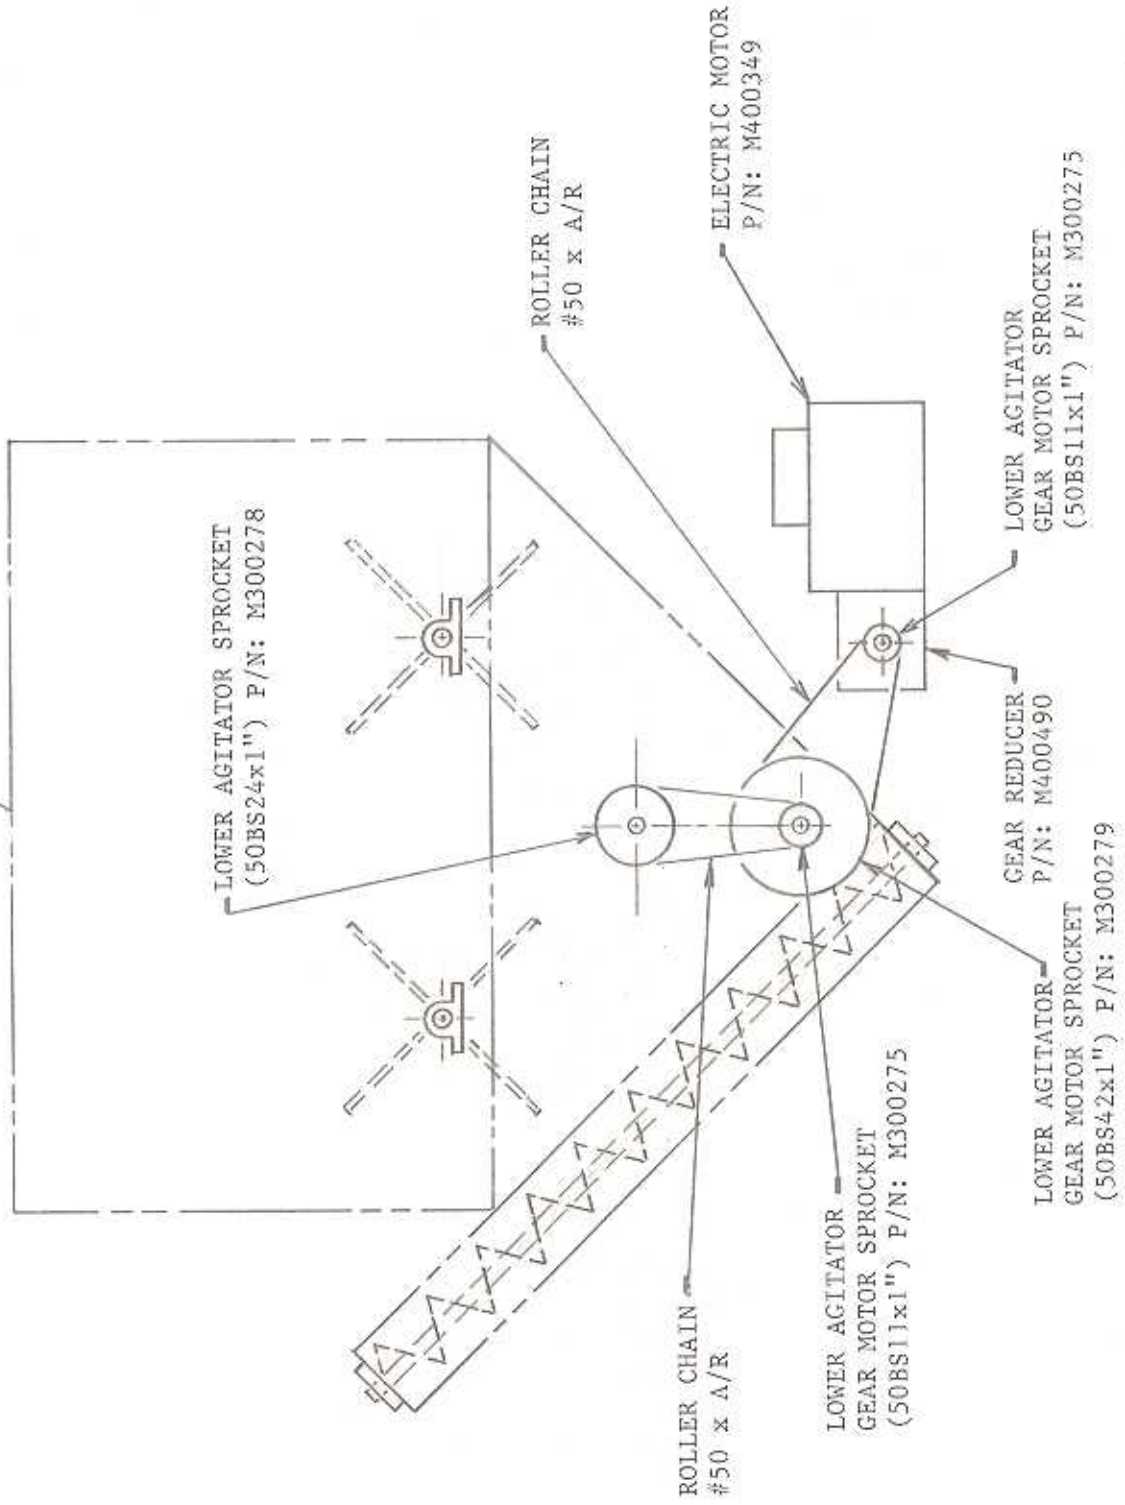 LOWER AGITATOR SPROCKET
(50BS24x1") P/N: M300278
ROLLER CHAIN
#50 x A/R
ELECTRIC MOTOR
P/N: M400349
LOWER AGITATOR
GEAR MOTOR SPROCKET
(50BS11x1") P/N: M300275
GEAR REDUCER
P/N: M400490
LOWER AGITATOR
GEAR MOTOR SPROCKET
(50BS42x1") P/N: M300279
LOWER AGITATOR
GEAR MOTOR SPROCKET
(50BS11x1") P/N: M300275
ROLLER CHAIN
#50 x A/R